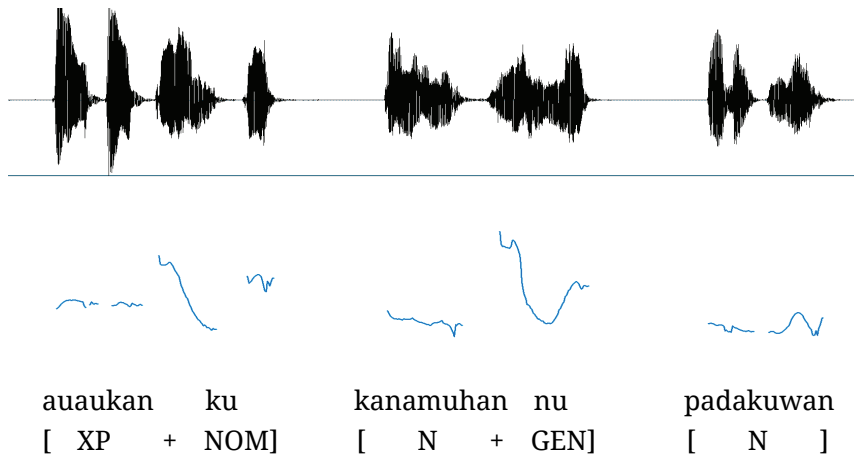 auaukan ku kanamuhan nu padakuwan
[ XP + NOM] [ N + GEN] [ N ]